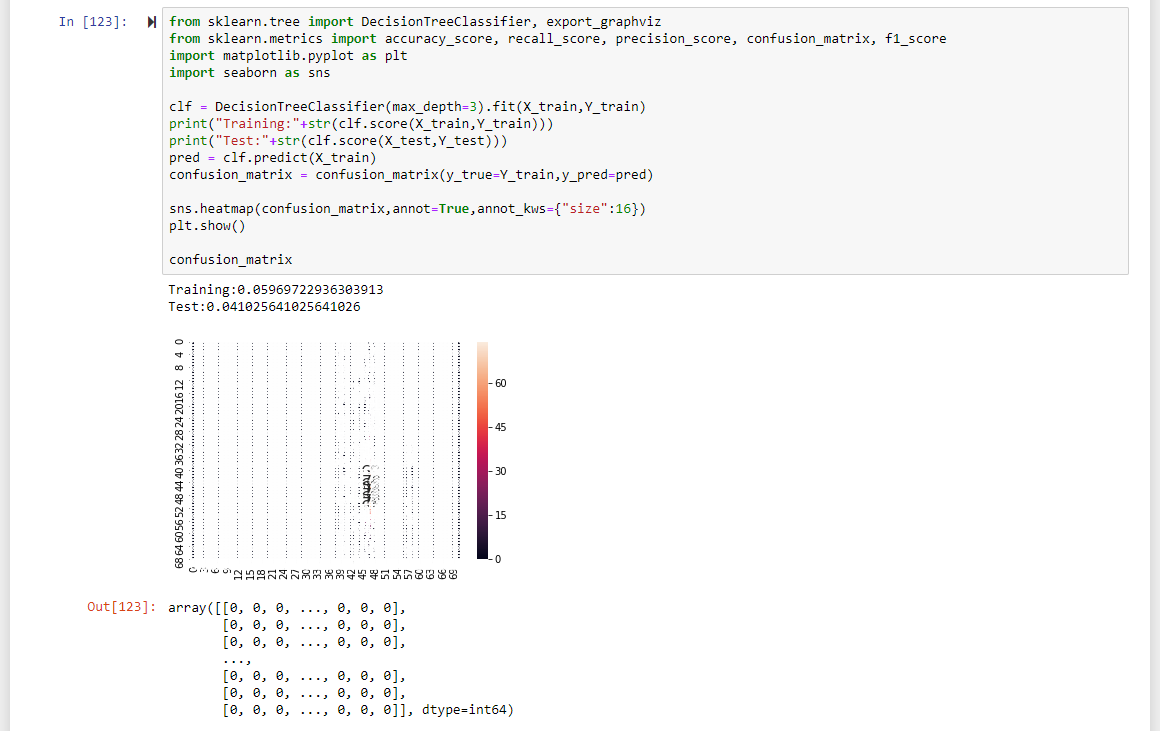 In [123]:
from sklearn.tree import DecisionTreeClassifier, export_graphviz
from sklearn.metrics import accuracy_score, recall_score, precision_score, confusion_matrix, f1_score
import matplotlib.pyplot as plt
import seaborn as sns
clf = DecisionTreeClassifier(max_depth=3).fit(X_train,Y_train)
print("Training:"+str(clf.score(X_train,Y_train)))
print("Test:"+str(clf.score(X_test,Y_test)))
pred = clf.predict(X_train)
confusion_matrix = confusion_matrix(y_true=Y_train,y_pred=pred)
sns.heatmap(confusion_matrix,annot=True,annot_kws={"size":16})
plt.show()
confusion_matrix
Training:0.05969722936303913
Test:0.041025641025641026
0 4 8 12 16 20 24 28 32 36 40 44 48 52 56 60 64 68
60
45
30
15
0
0 3 6 9 12 15 18 21 24 27 30 33 36 39 42 45 48 51 54 57 60 63 66 69
Out[123]: array([[0, 0, 0, ..., 0, 0, 0],
[0, 0, 0, ..., 0, 0, 0],
[0, 0, 0, ..., 0, 0, 0],
...,
[0, 0, 0, ..., 0, 0, 0],
[0, 0, 0, ..., 0, 0, 0],
[0, 0, 0, ..., 0, 0, 0]], dtype=int64)